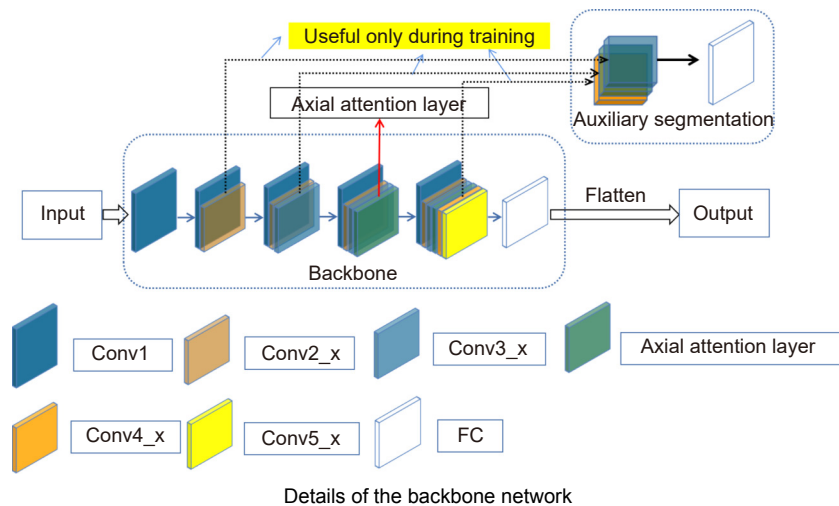 Useful only during training
Axial attention layer
Auxiliary segmentation
Input
Flatten
Output
Backbone
Conv1
Conv2_x
Conv3_x
Axial attention layer
Conv4_x
Conv5_x
FC
Details of the backbone network